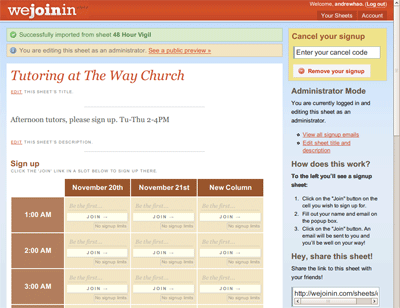 wejoinin
Welcome, andrewhao. (Log out)
Your Sheets | Account
Successfully imported from sheet 48 Hour Vigil
You are editing this sheet as an administrator. See a public preview »
Tutoring at The Way Church
EDIT THIS SHEET'S TITLE.
Afternoon tutors, please sign up. Tu-Thu 2-4PM
EDIT THIS SHEET'S DESCRIPTION.
Sign up
CLICK THE 'JOIN' LINK IN A SLOT BELOW TO SIGN UP THERE.
November 20th November 21st New Column
1:00 AM
Be the first... Be the first... Be the first...
JOIN → JOIN → JOIN →
No signup limits No signup limits No signup limits
2:00 AM
Be the first... Be the first... Be the first...
JOIN → JOIN → JOIN →
No signup limits No signup limits No signup limits
3:00 AM
Be the first... Be the first... Be the first...
JOIN → JOIN → JOIN →
No signup limits No signup limits No signup limits
Cancel your signup
Enter your cancel code
Remove your signup
Administrator Mode
You are currently logged in and
editing this sheet as an
administrator.
View all signup emails
Edit sheet title and
description
How does this work?
To the left you'll see a signup
sheet:
1. Click on the "Join" button on the
cell you wish to sign up for.
2. Fill out your name and email on
the popup box.
3. Click the "Join" button. An
email will be sent to you and
you'll be well on your way!
Hey, share this sheet!
Share the link to this sheet with
your friends!
http://wejoinin.com/sheets/